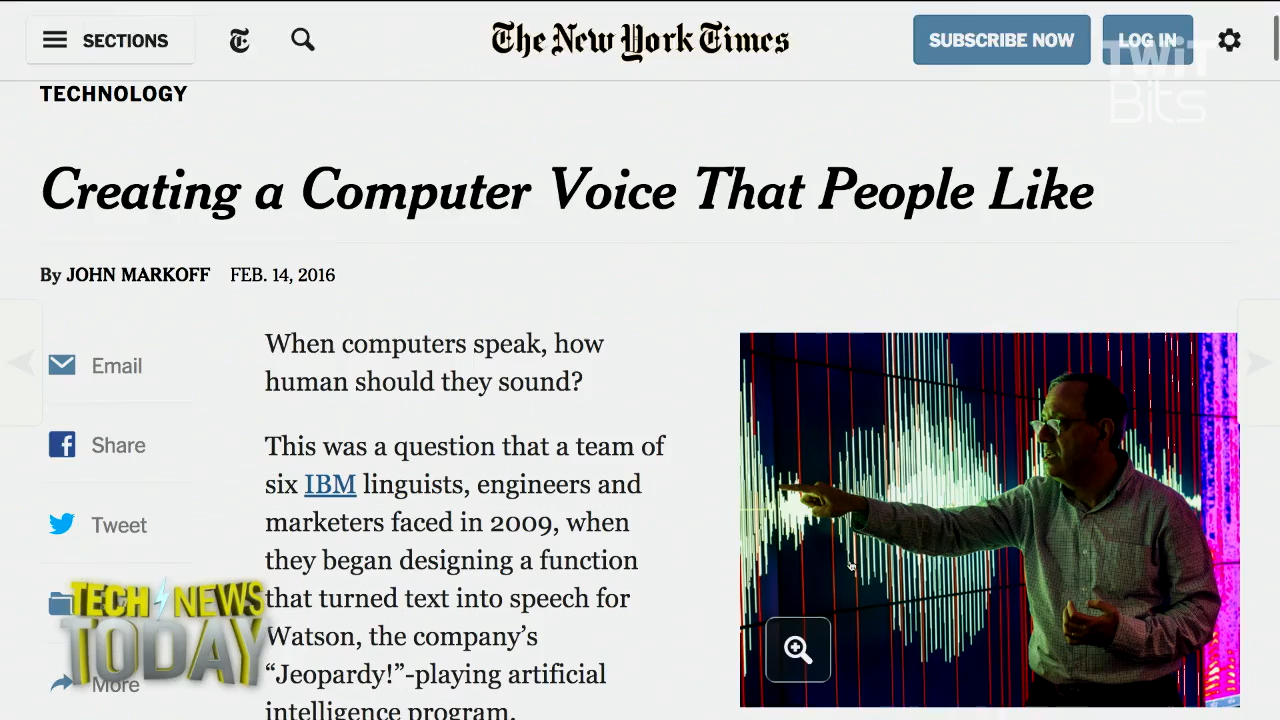 SECTIONS
The New York Times
SUBSCRIBE NOW
LOG IN
TWiT
Bits
TECHNOLOGY
Creating a Computer Voice That People Like
By JOHN MARKOFF FEB. 14, 2016
Email
Share
Tweet
More
When computers speak, how
human should they sound?
This was a question that a team of
six IBM linguists, engineers and
marketers faced in 2009, when
they began designing a function
that turned text into speech for
Watson, the company’s
“Jeopardy!”-playing artificial
intelligence program.
TECH NEWS
TODAY